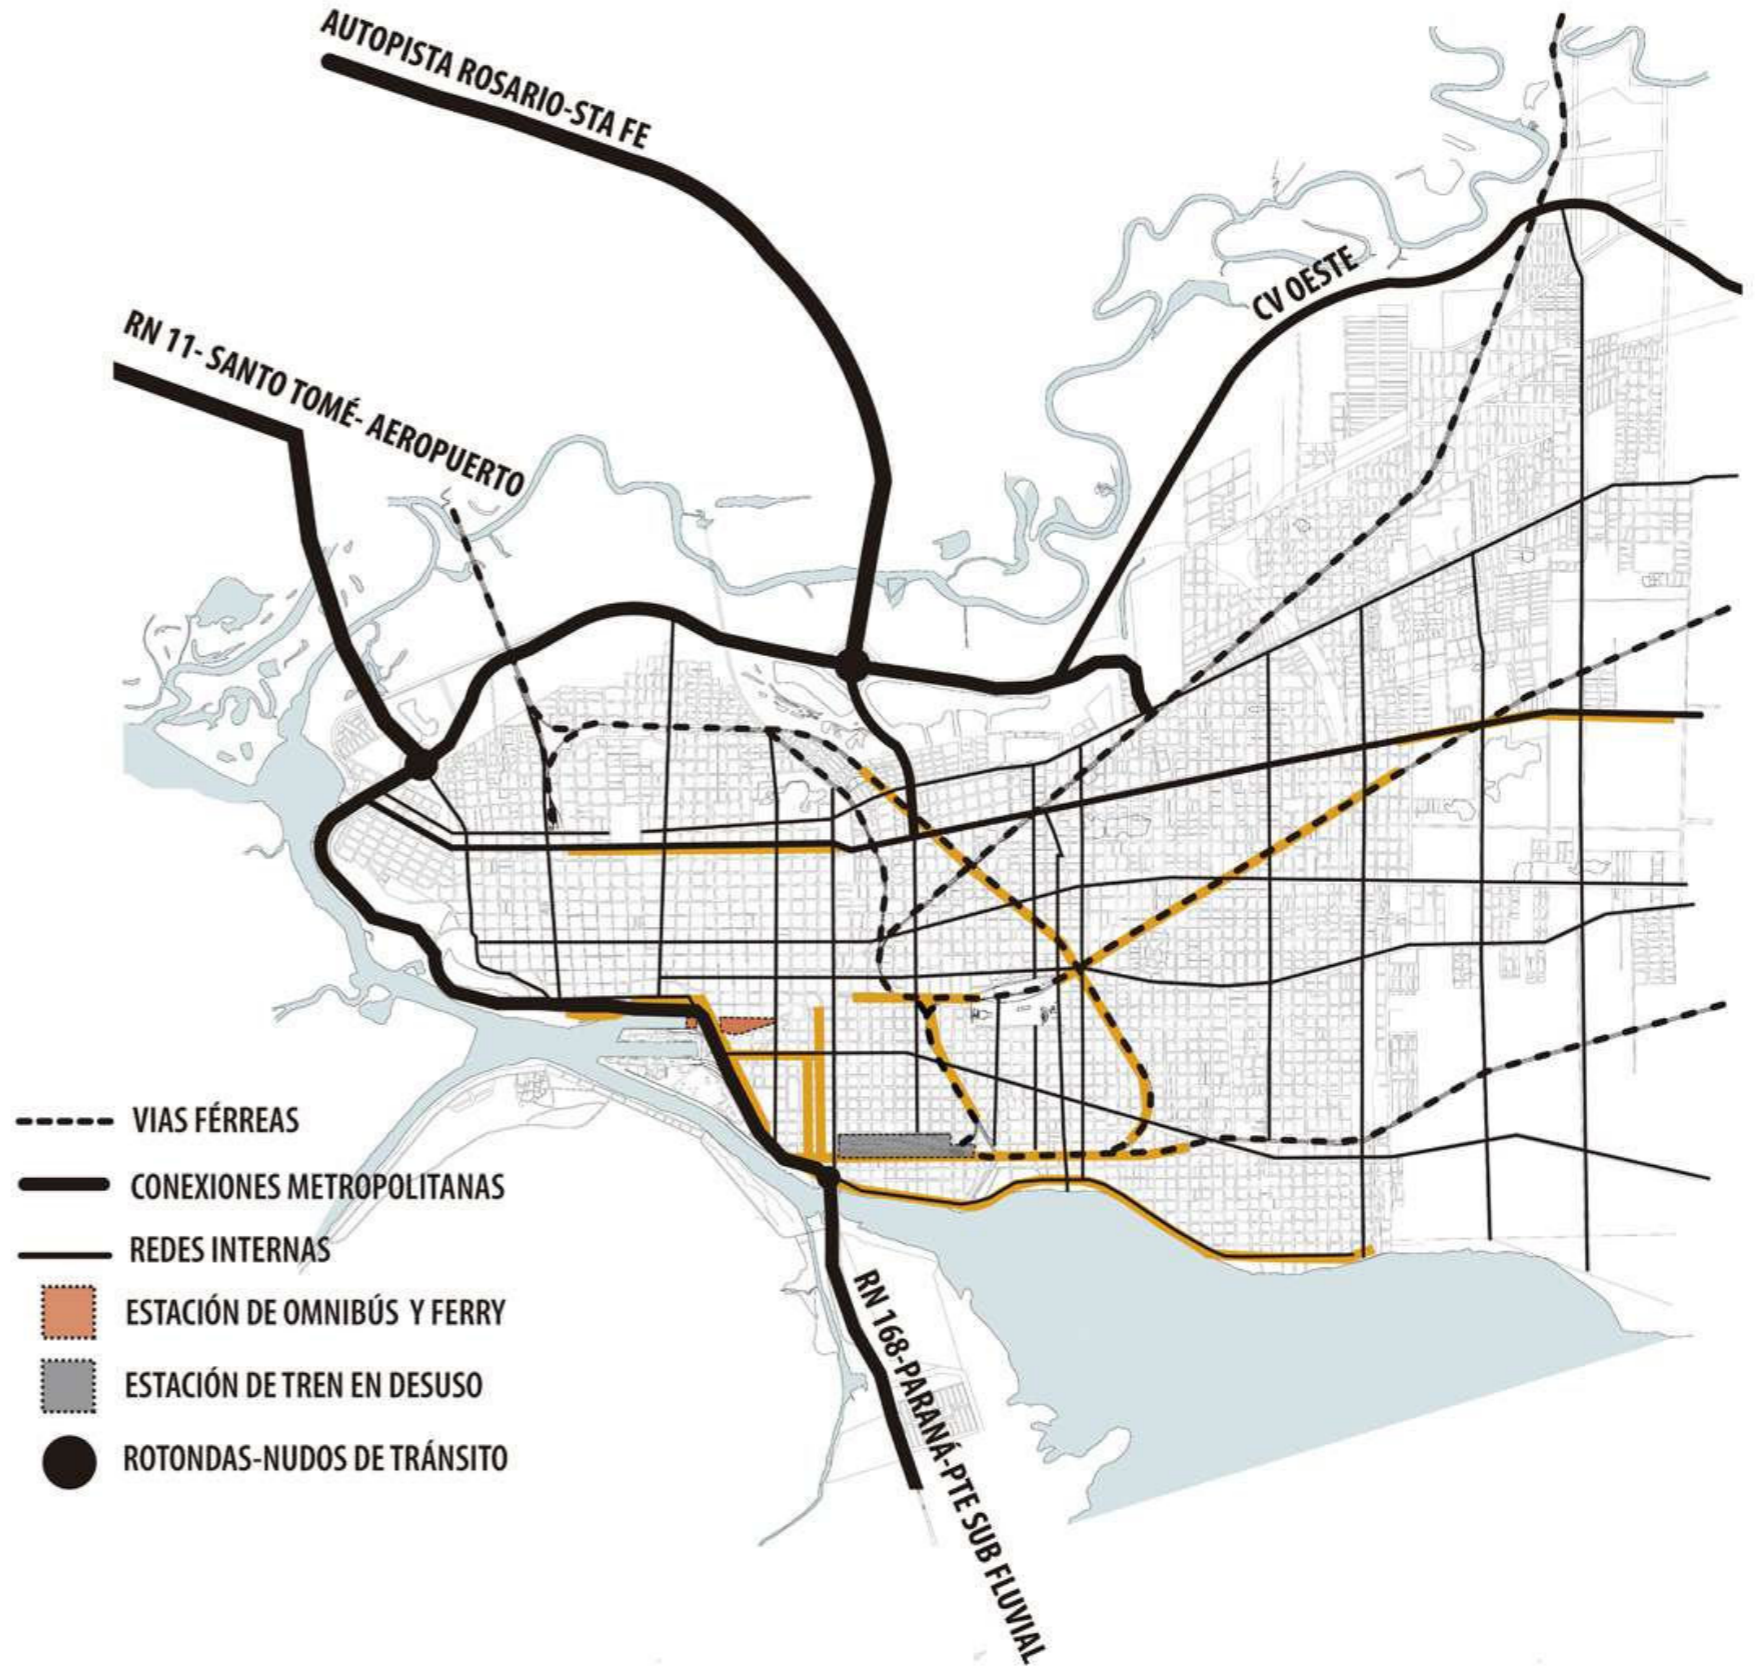 AUTOPISTA ROSARIO-STA FE
RN 11- SANTO TOMÉ- AEROPUERTO
CV OESTE
VIAS FÉRREAS
CONEXIONES METROPOLITANAS
REDES INTERNAS
ESTACIÓN DE OMNIBÚS Y FERRY
ESTACIÓN DE TREN EN DESUSO
ROTONDAS-NUDOS DE TRÁNSITO
RN 168-PARANÁ-PTE SUB FLUVIAL